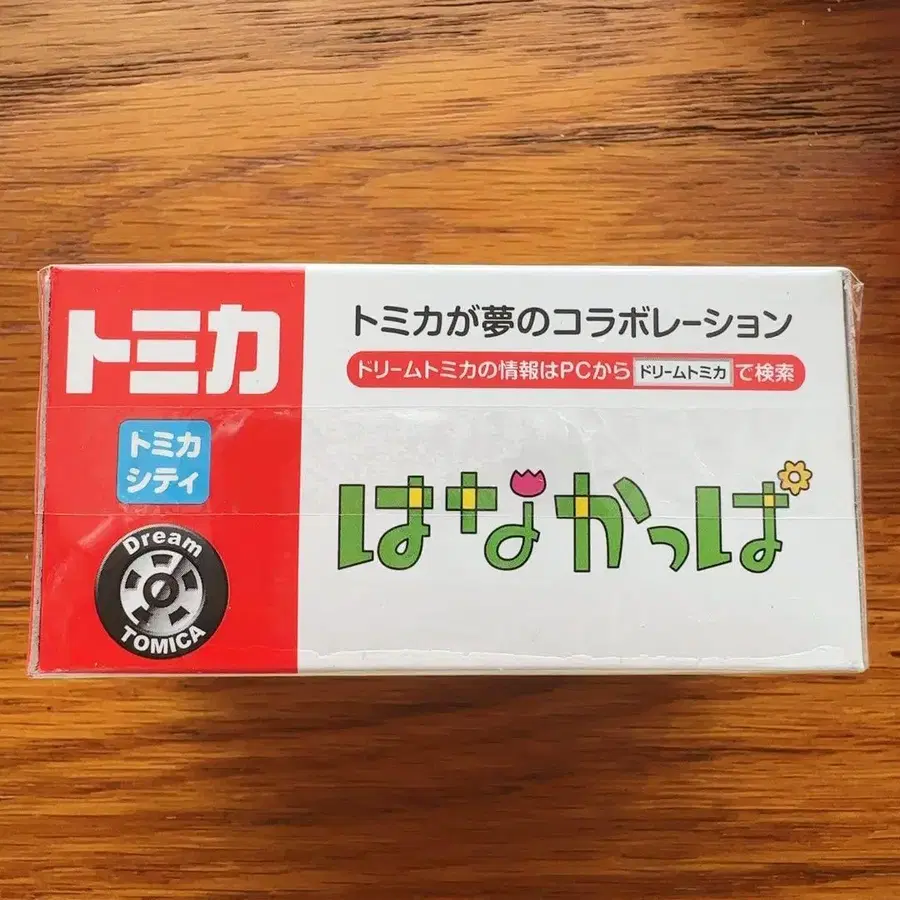 トミカ
トミカ
シティ
Dream
TOMICA
トミカが夢のコラボレーション
ドリームトミカの情報はPCから ドリームトミカ で検索
はなかっぱ